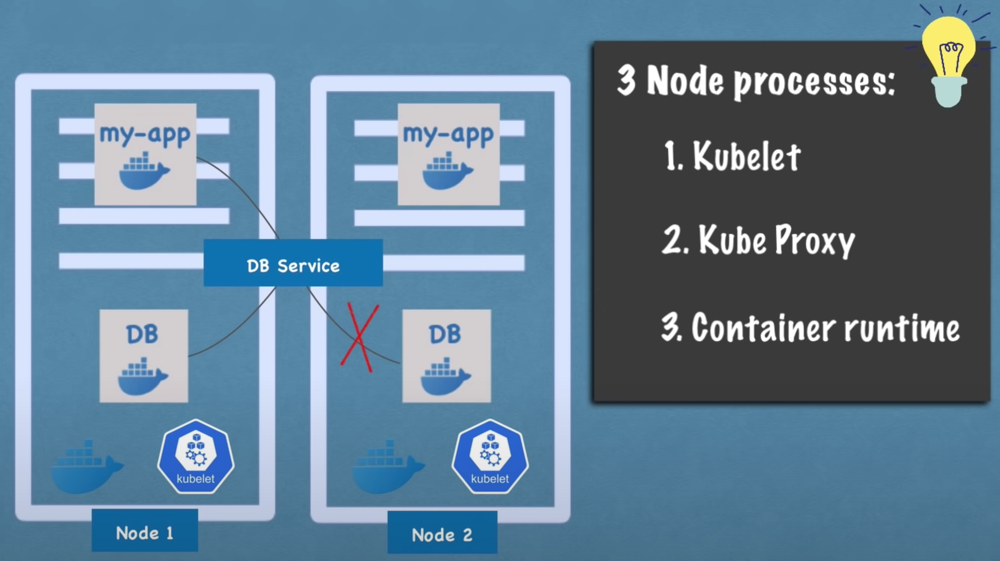 my-app
my-app
DB Service
DB
DB
kubelet
kubelet
Node 1
Node 2
3 Node processes:
1. Kubelet
2. Kube Proxy
3. Container runtime